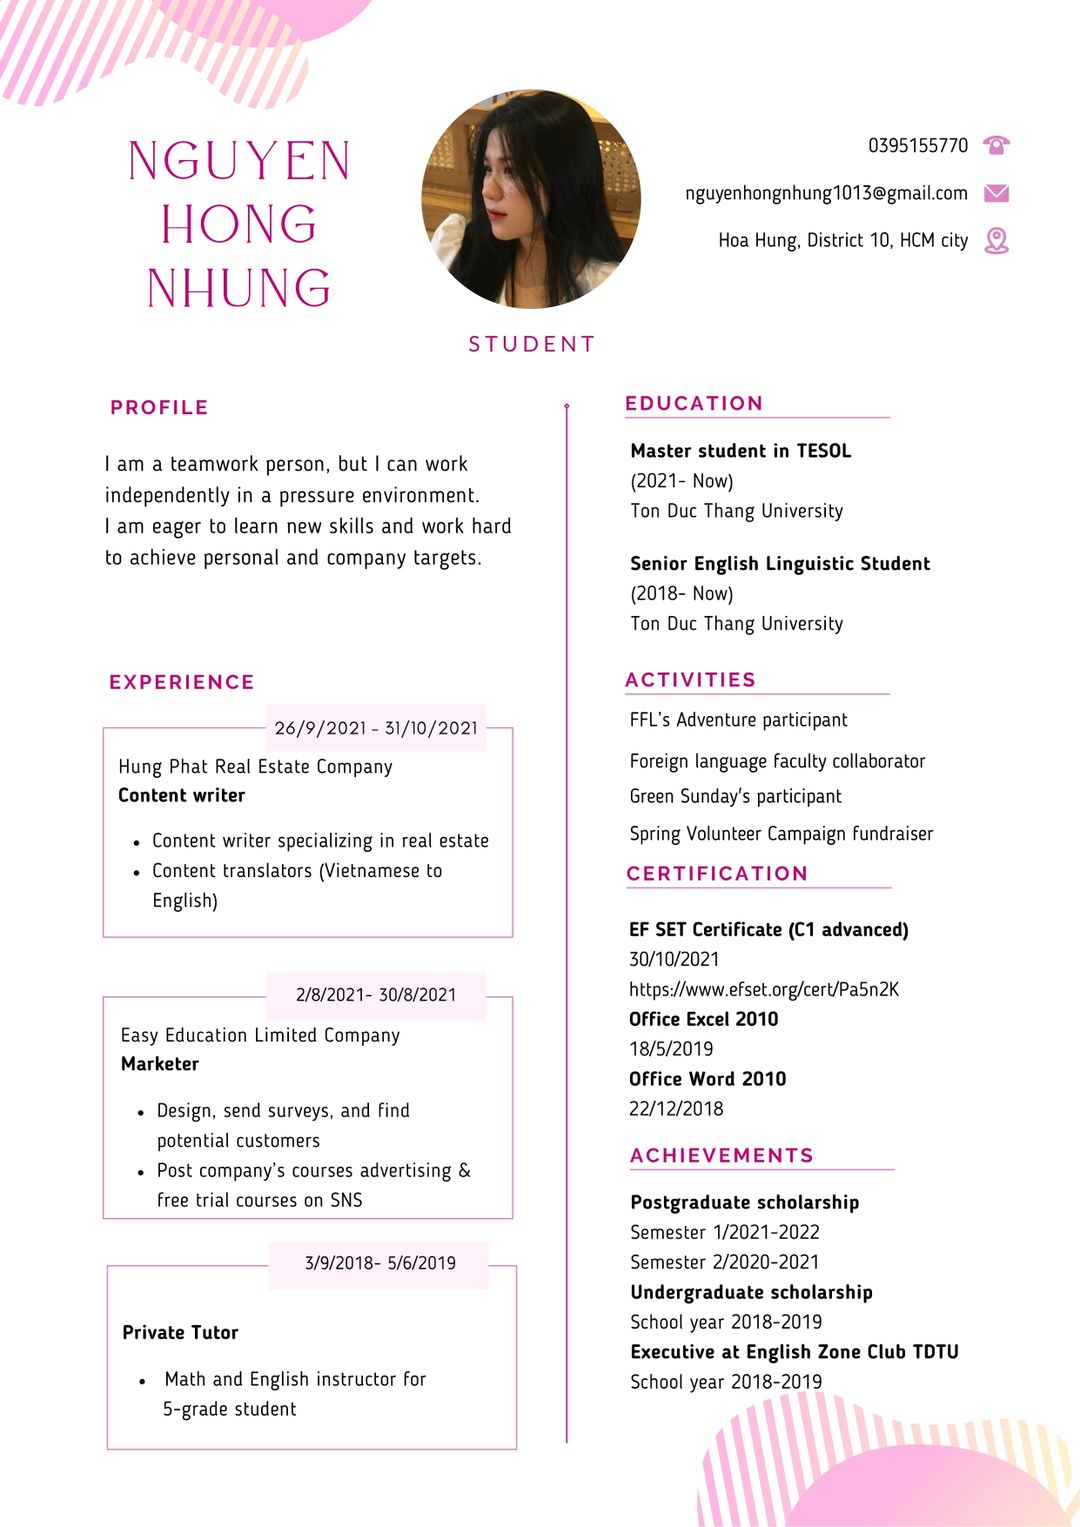 NGUYEN
HONG
NHUNG
0395155770
nguyenhongnhung1013@gmail.com
Hoa Hung, District 10, HCM city
STUDENT
PROFILE
I am a teamwork person, but I can work
independently in a pressure environment.
I am eager to learn new skills and work hard
to achieve personal and company targets.
EXPERIENCE
26/9/2021 - 31/10/2021
Hung Phat Real Estate Company
Content writer
• Content writer specializing in real estate
• Content translators (Vietnamese to
English)
2/8/2021- 30/8/2021
Easy Education Limited Company
Marketer
• Design, send surveys, and find
potential customers
• Post company's courses advertising &
free trial courses on SNS
3/9/2018- 5/6/2019
Private Tutor
• Math and English instructor for
5-grade student
EDUCATION
Master student in TESOL
(2021- Now)
Ton Duc Thang University
Senior English Linguistic Student
(2018- Now)
Ton Duc Thang University
ACTIVITIES
FFL's Adventure participant
Foreign language faculty collaborator
Green Sunday's participant
Spring Volunteer Campaign fundraiser
CERTIFICATION
EF SET Certificate (C1 advanced)
30/10/2021
https://www.efset.org/cert/Pa5n2K
Office Excel 2010
18/5/2019
Office Word 2010
22/12/2018
ACHIEVEMENTS
Postgraduate scholarship
Semester 1/2021-2022
Semester 2/2020-2021
Undergraduate scholarship
School year 2018-2019
Executive at English Zone Club TDTU
School year 2018-2019